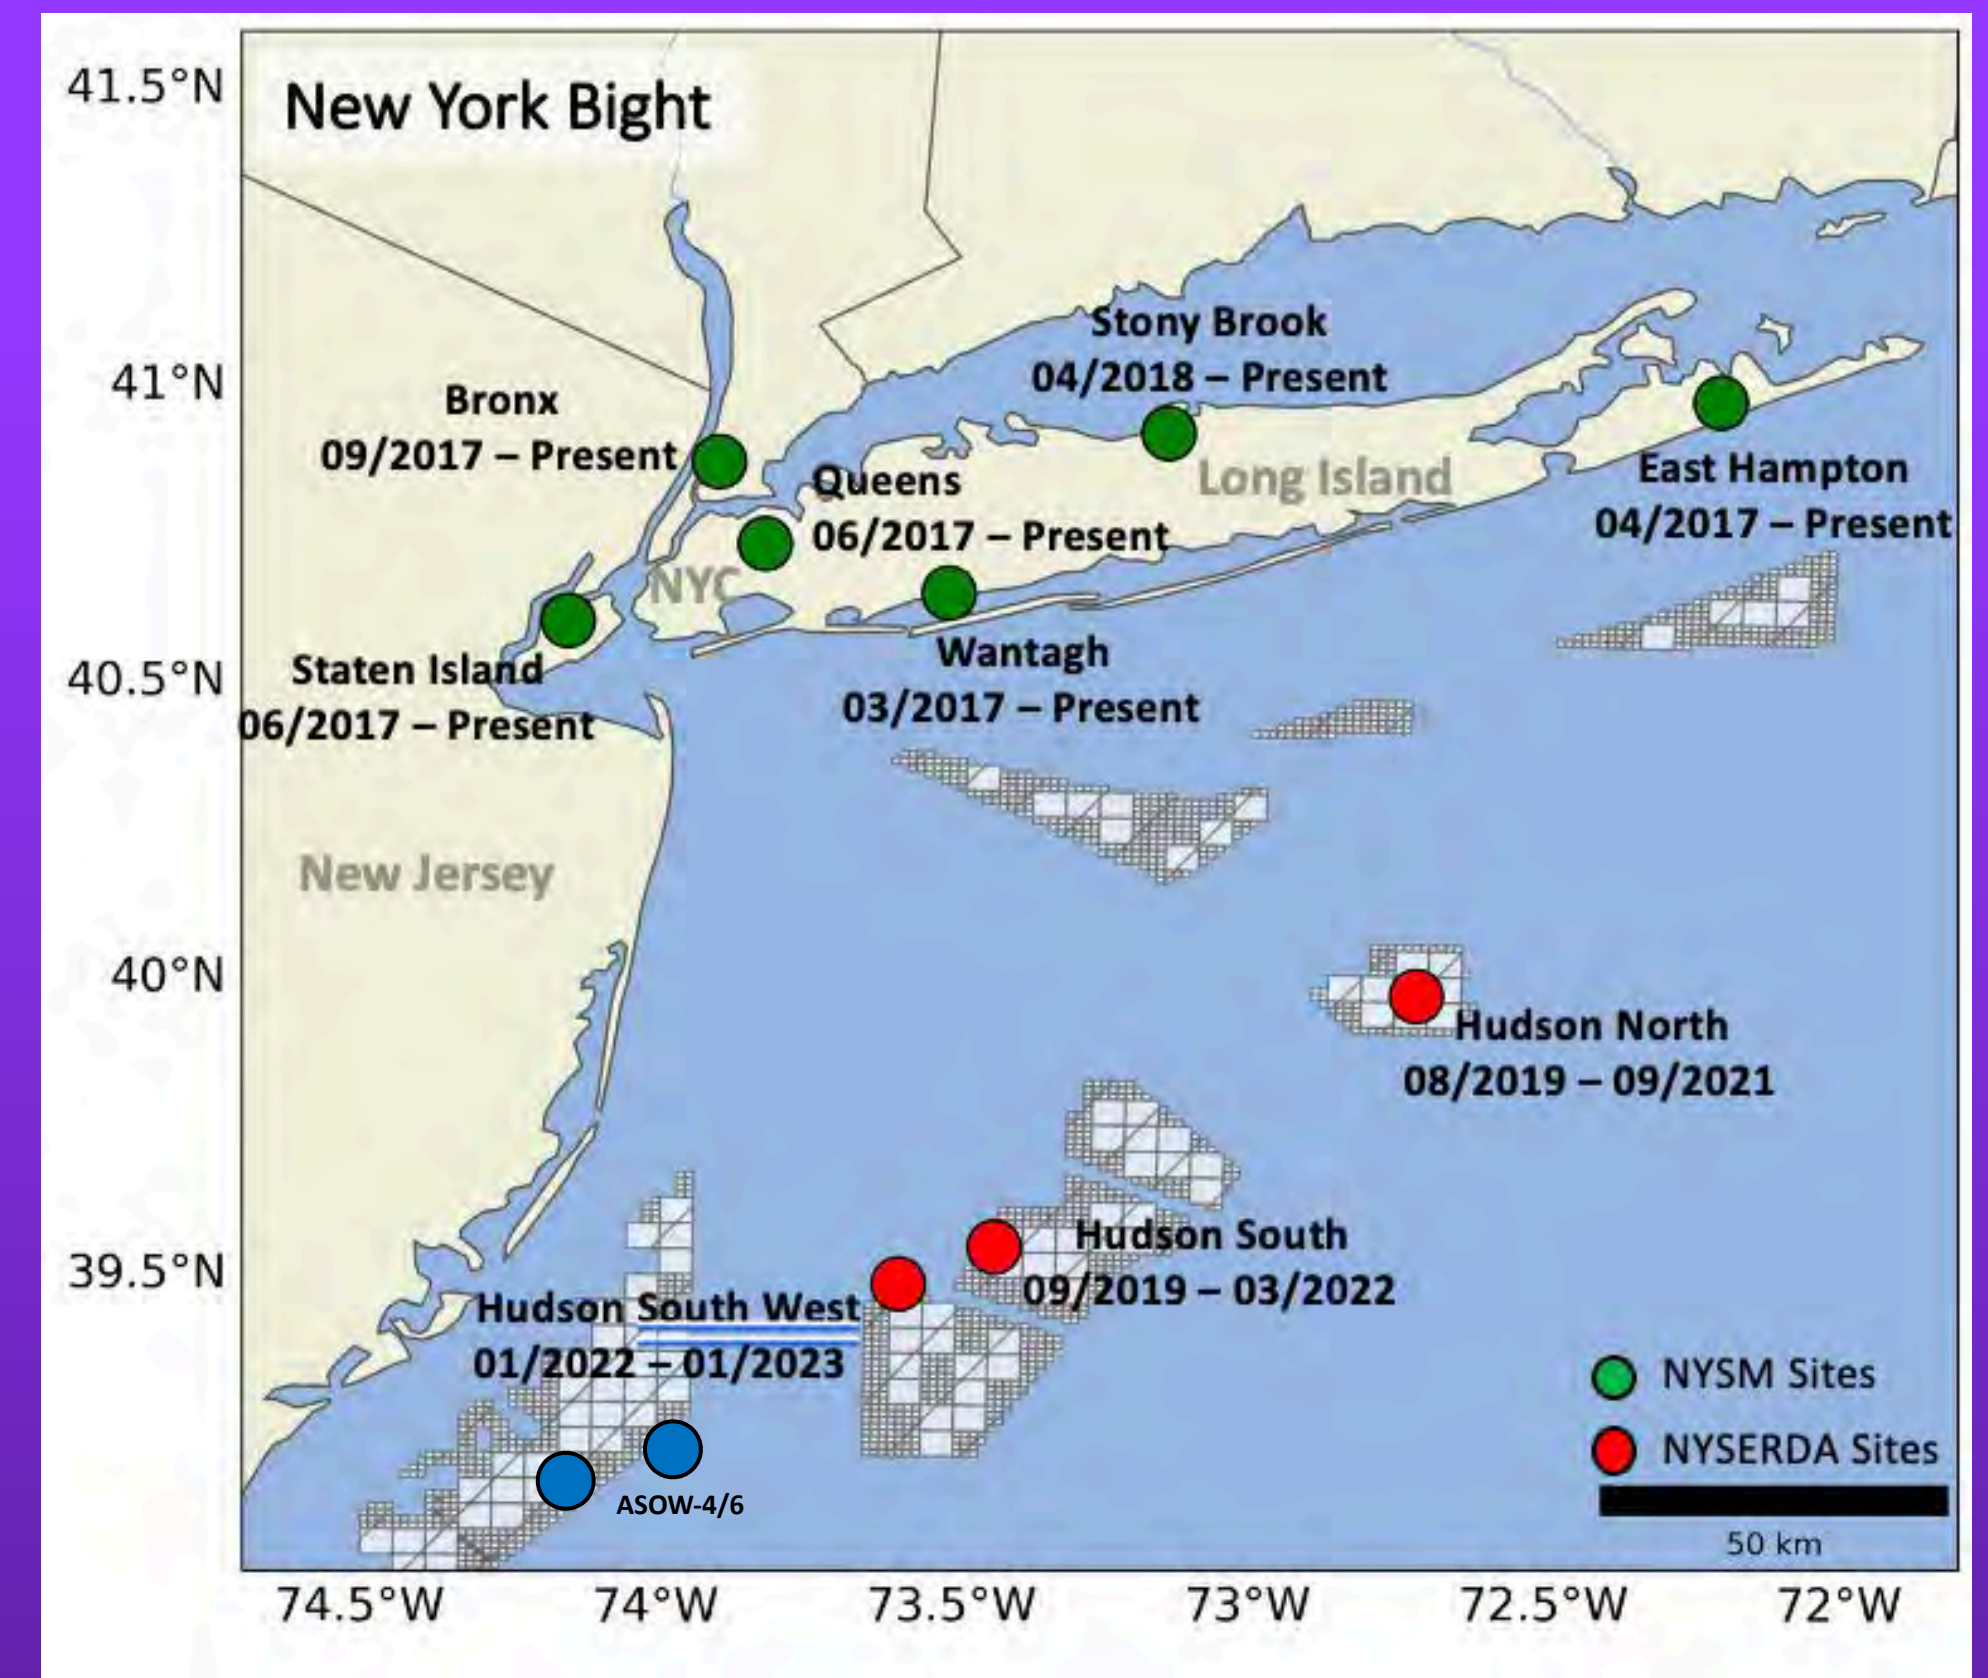 New York Bight
41.5°N
41°N
40.5°N
40°N
39.5°N
Stony Brook
04/2018 – Present
Bronx
09/2017 – Present
Queens
06/2017 – Present
Long Island
East Hampton
04/2017 – Present
NYC
Staten Island
06/2017 – Present
Wantagh
03/2017 – Present
New Jersey
Hudson North
08/2019 – 09/2021
Hudson South
09/2019 – 03/2022
Hudson South West
01/2022 – 01/2023
ASOW-4/6
NYSM Sites
NYSERDA Sites
50 km
74.5°W 74°W 73.5°W 73°W 72.5°W 72°W